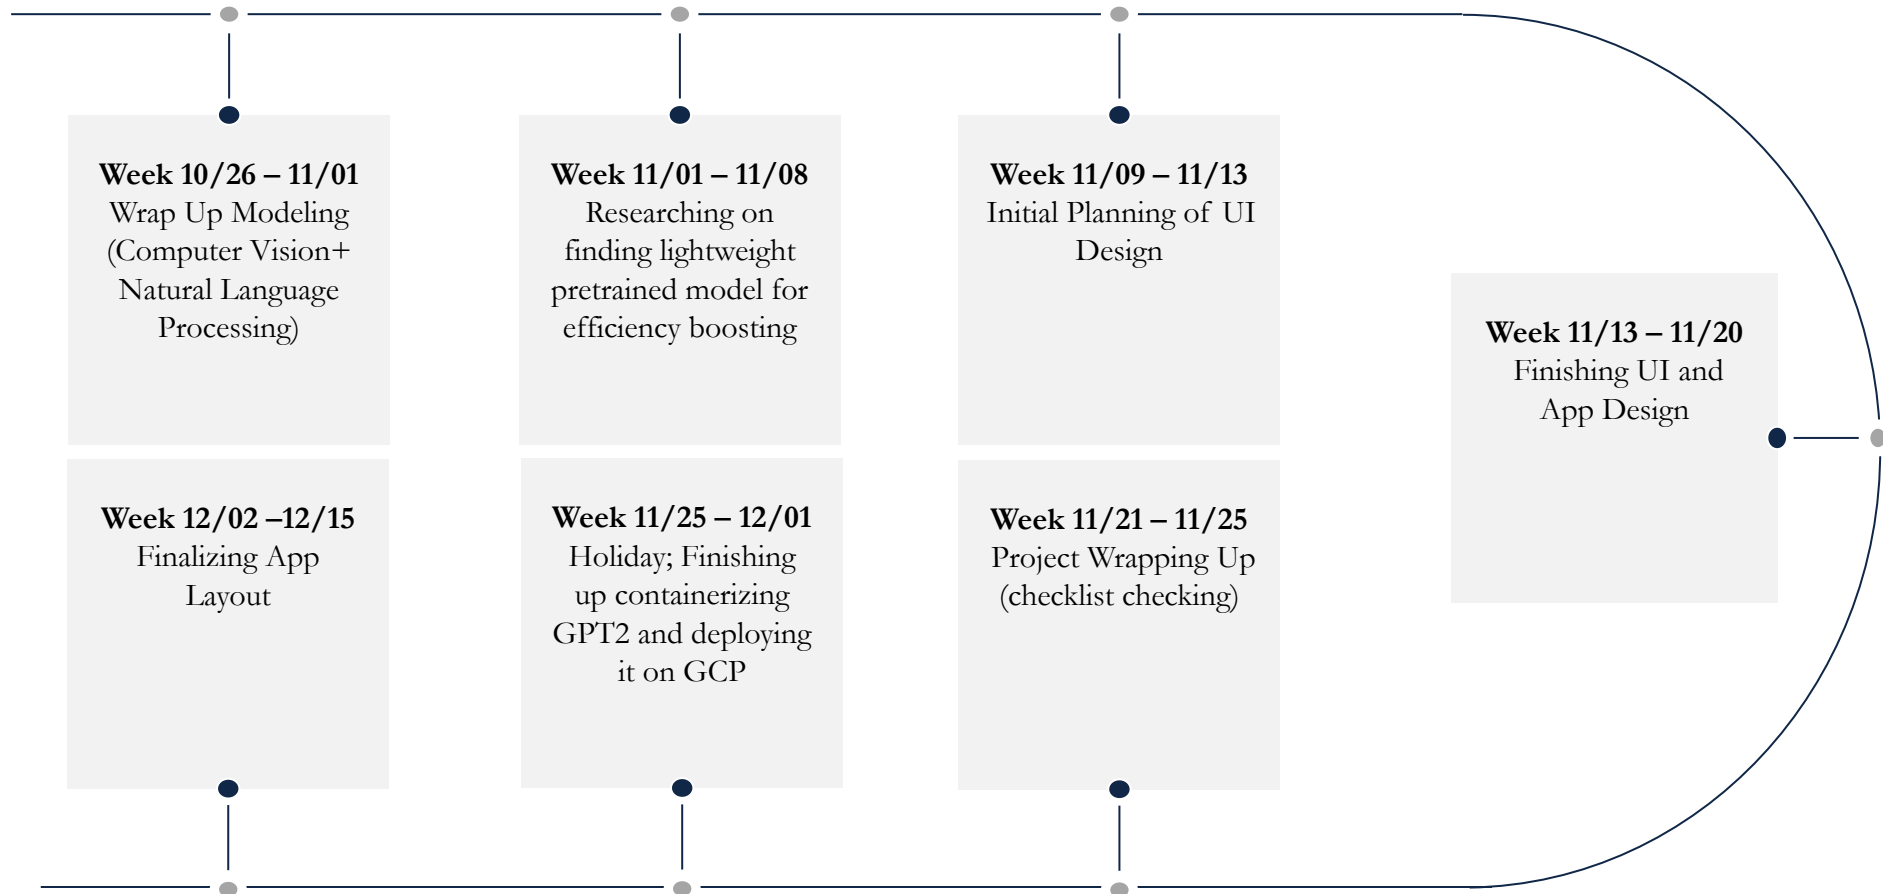 Week 10/26 – 11/01
Wrap Up Modeling
(Computer Vision+
Natural Language
Processing)
Week 11/01 – 11/08
Researching on
finding lightweight
pretrained model for
efficiency boosting
Week 11/09 – 11/13
Initial Planning of UI
Design
Week 11/13 – 11/20
Finishing UI and
App Design
Week 11/21 – 11/25
Project Wrapping Up
(checklist checking)
Week 11/25 – 12/01
Holiday; Finishing
up containerizing
GPT2 and deploying
it on GCP
Week 12/02 –12/15
Finalizing App
Layout